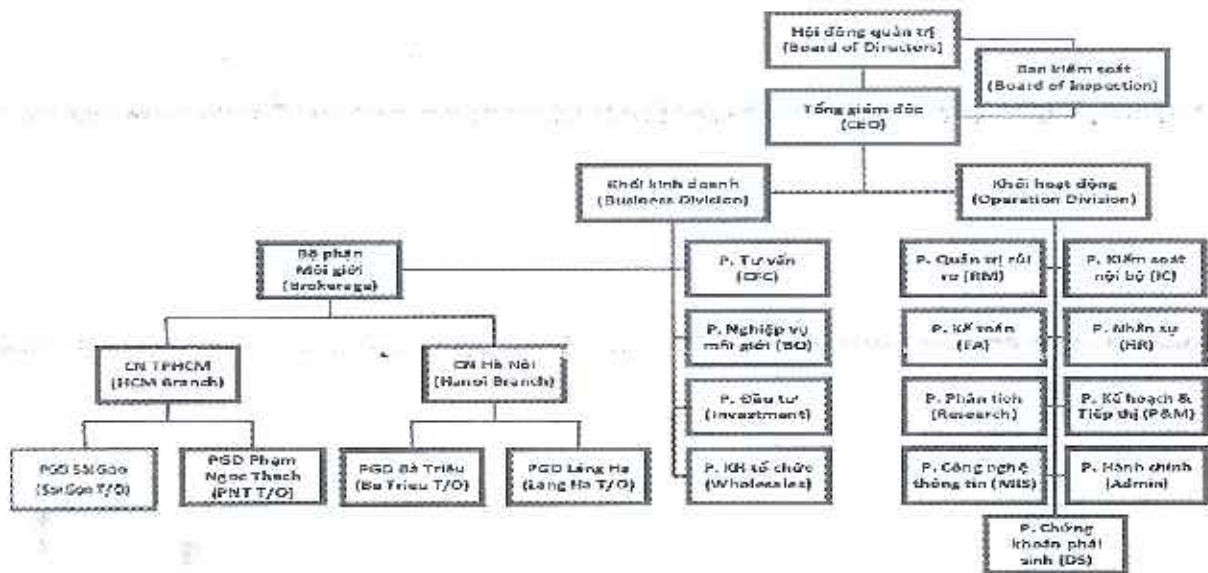 Hội đồng quản trị
(Board of Directors)
Ban kiểm soát
(Board of Inspection)
Tổng giám đốc
(CEO)
Khối kinh doanh
(Business Division)
Khối hoạt động
(Operation Division)
Bộ phận
Môi giới
(Brokerage)
P. Tư vấn
(CFC)
P. Quản trị rủi
ro (RM)
P. Kiểm soát
nội bộ (IC)
P. Nghiệp vụ
môi giới (BO)
P. Kế toán
(FA)
P. Nhân sự
(HR)
CN TPHCM
(HCM Branch)
CN Hà Nội
(Hanoi Branch)
P. Đầu tư
(Investment)
P. Phân tích
(Research)
P. Kế hoạch &
Tiếp thị (P&M)
PGD Sài Gòn
(Sai Gon T/O)
PGD Phạm
Ngọc Thạch
(PNT T/O)
PGD Bà Triệu
(Ba Trieu T/O)
PGD Láng Hạ
(Lang Ha T/O)
P. KH tổ chức
(Wholesales)
P. Công nghệ
thông tin (MIS)
P. Hành chính
(Admin)
P. Chứng
khoán phái
sinh (DS)